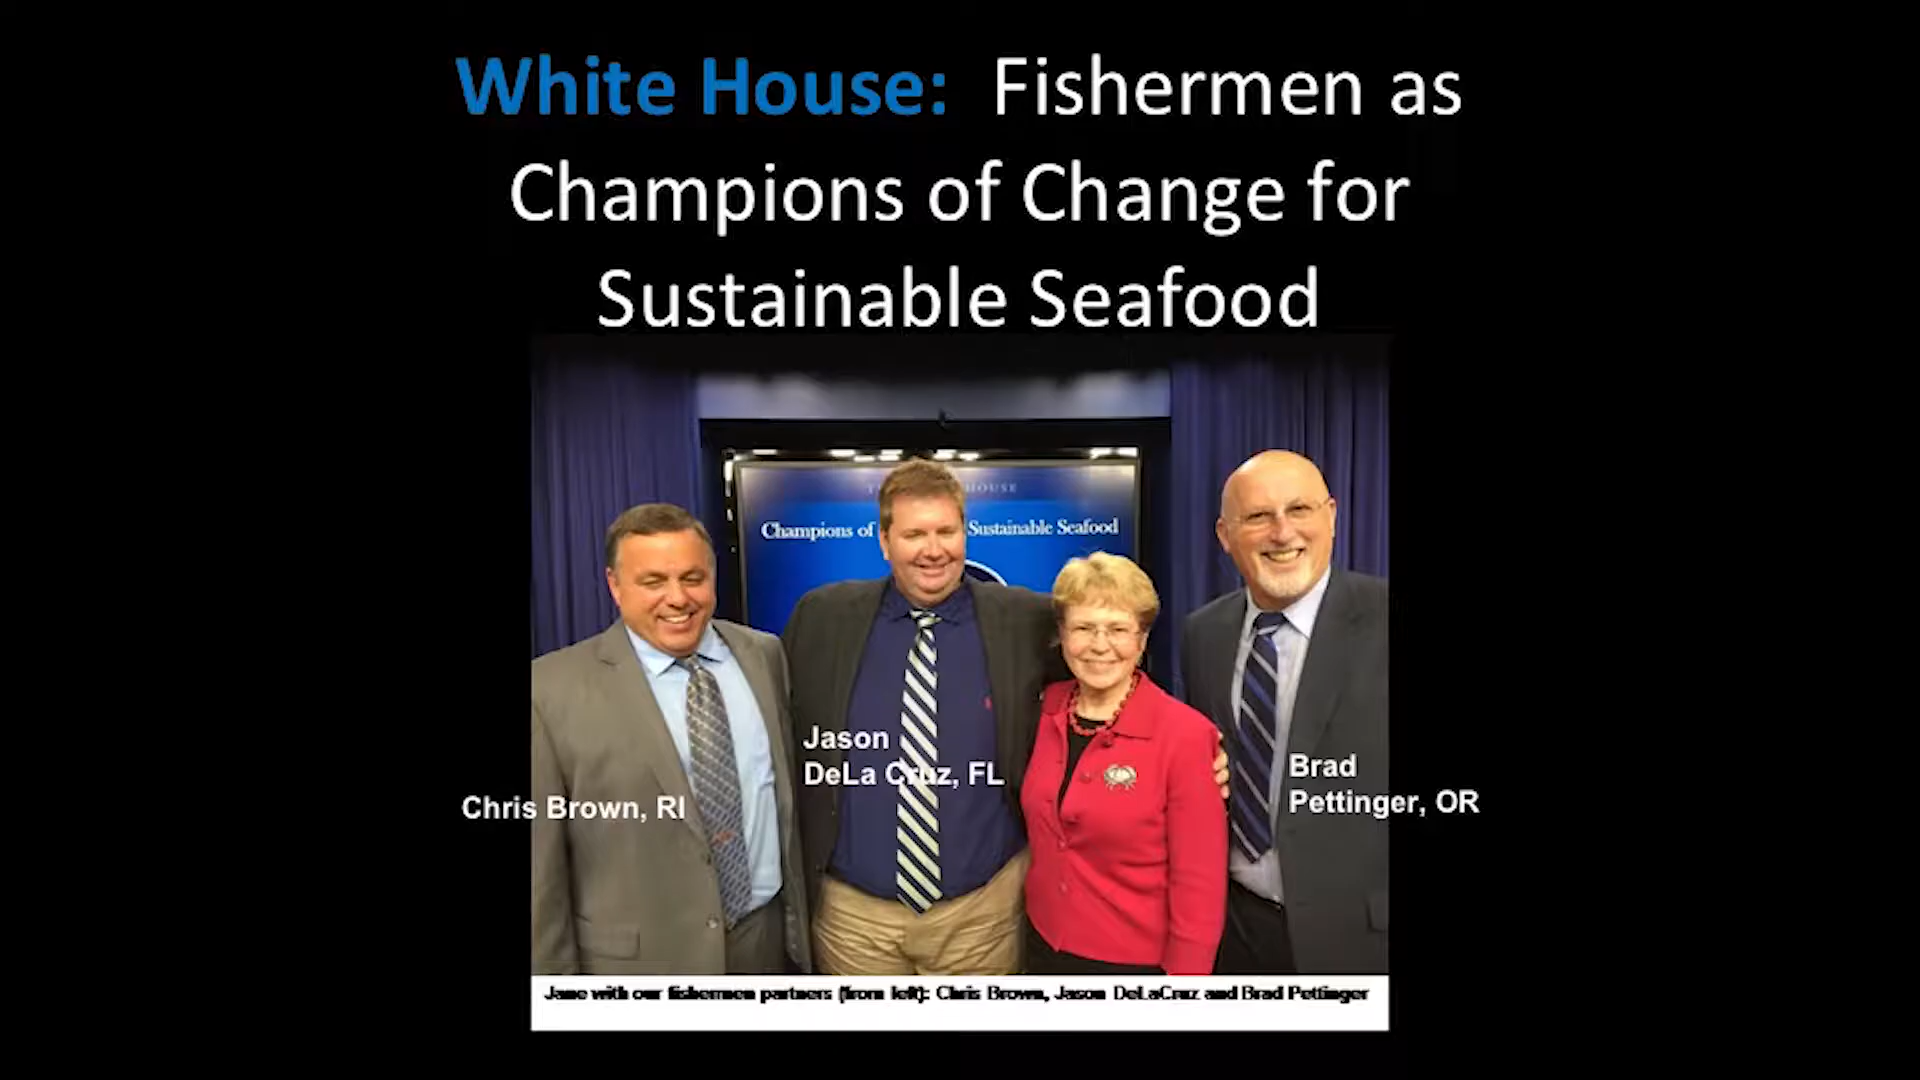 White House: Fishermen as
Champions of Change for
Sustainable Seafood
HOUSE
Champions of Sustainable Seafood
Jason
DeLa Cruz, FL
Brad
Pettinger, OR
Chris Brown, RI
Jane with our fishermen partners (from left): Chris Brown, Jason DeLaCruz and Brad Pettinger